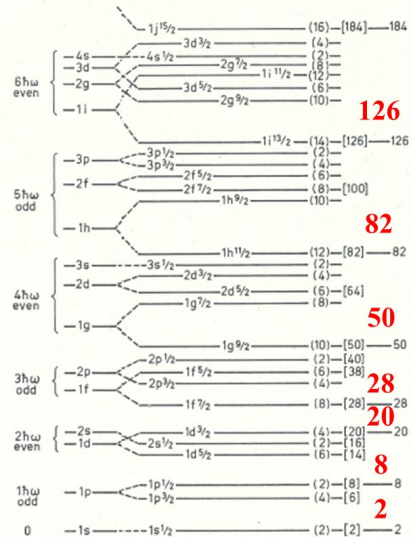 1j 15/2 (16) [184] 184
3d 3/2 (4)
4s 4s 1/2 (2)
3d 2g 7/2 (8)
6ħω even 2g 1i 11/2 (12)
3d 5/2 (6)
2g 9/2 (10)
1i
126
1i 13/2 (14) [126] 126
3p 3p 1/2 (2)
3p 3/2 (4)
2f 2f 5/2 (6)
5ħω odd 2f 7/2 (8) [100]
1h 9/2 (10)
1h
82
1h 11/2 (12) [82] 82
3s 3s 1/2 (2)
2d 2d 3/2 (4)
4ħω even 2d 5/2 (6) [64]
1g 7/2 (8)
1g
50
1g 9/2 (10) [50] 50
2p 2p 1/2 (2) [40]
3ħω odd 1f 5/2 (6) [38]
1f 2p 3/2 (4)
28
1f 7/2 (8) [28] 28
20
2s 1d 3/2 (4) [20] 20
2ħω even 1d 2s 1/2 (2) [16]
1d 5/2 (6) [14]
8
1ħω odd 1p 1p 1/2 (2) [8] 8
1p 3/2 (4) [6]
2
0 1s 1s 1/2 (2) [2] 2